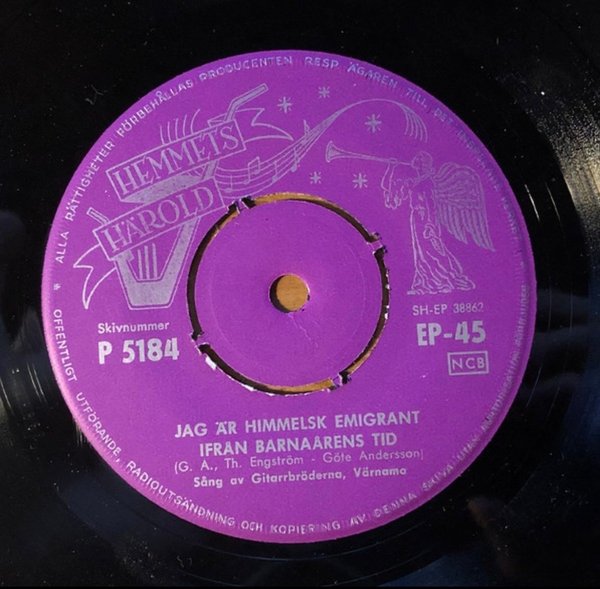 ALLA RÄTTIGHETER FÖRBEHÅLLAS PRODUCENTEN RESP ÄGAREN TILL DET
HEMMETS
HÄROLD
Skivnummer
P 5184
SH-EP 38862
EP-45
NCB
JAG ÄR HIMMELSK EMIGRANT
IFRÅN BARNAÅRENS TID
(G. A., Th. Engström - Göte Andersson)
Sång av Gitarrbröderna, Värnamo
OFFENTLIGT UTFÖRANDE, RADIOUTSÄNDNING OCH KOPIERING AV DENNA